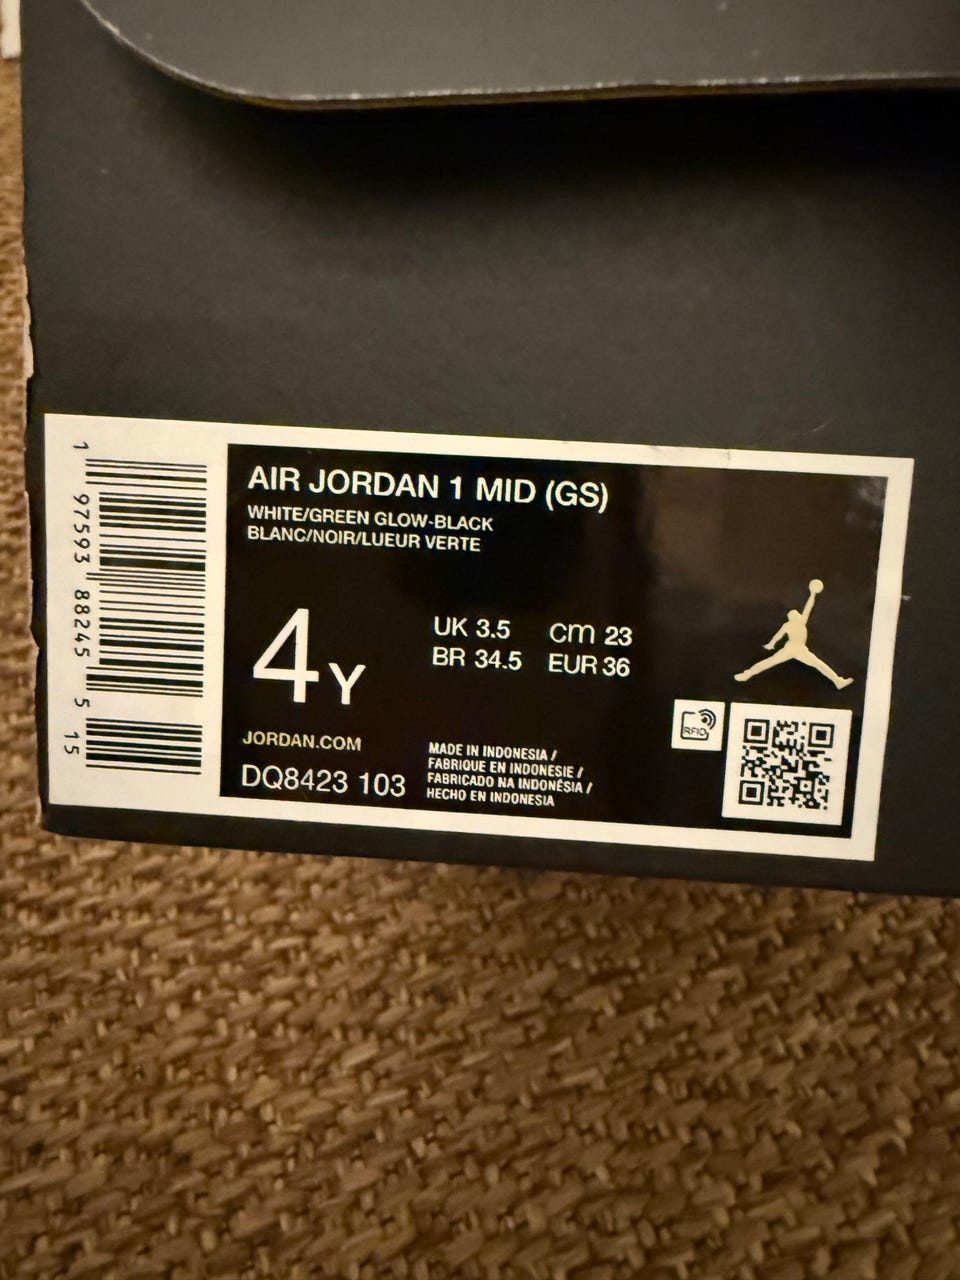 AIR JORDAN 1 MID (GS)
WHITE/GREEN GLOW-BLACK
BLANC/NOIR/LUEUR VERTE
4Y
UK 3.5 cm 23
BR 34.5 EUR 36
JORDAN.COM
DQ8423 103
MADE IN INDONESIA /
FABRIQUE EN INDONESIE /
FABRICADO NA INDONÉSIA /
HECHO EN INDONESIA
RFID
1 97593 88245 5 15